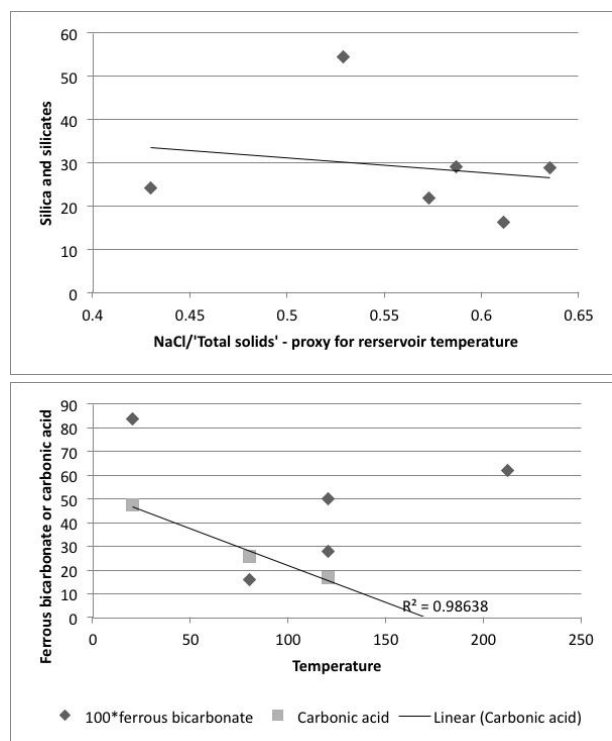 60
50
40
30
20
10
0
Silica and silicates
0.4 0.45 0.5 0.55 0.6 0.65
NaCl/'Total solids' - proxy for rerservoir temperature
90
80
70
60
50
40
30
20
10
0
Ferrous bicarbonate or carbonic acid
R² = 0.98638
0 50 100 150 200 250
Temperature
100*ferrous bicarbonate Carbonic acid Linear (Carbonic acid)